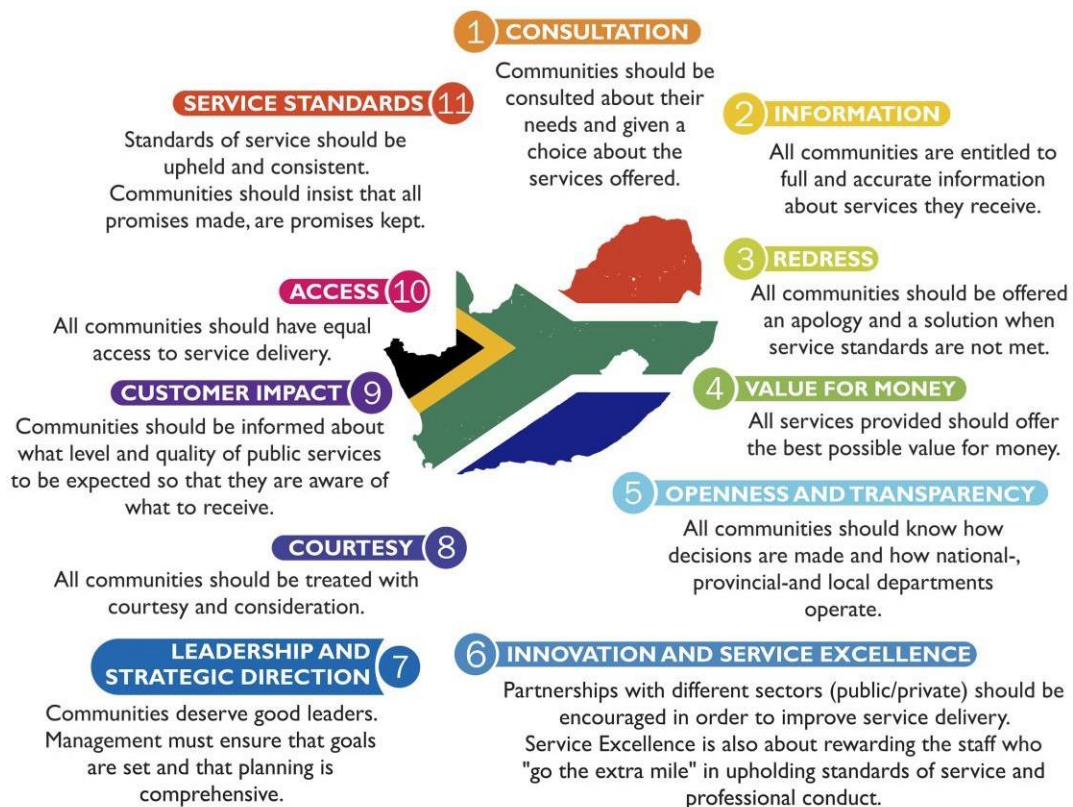 1 CONSULTATION
Communities should be
consulted about their
needs and given a
choice about the
services offered.
2 INFORMATION
All communities are entitled to
full and accurate information
about services they receive.
3 REDRESS
All communities should be offered
an apology and a solution when
service standards are not met.
4 VALUE FOR MONEY
All services provided should offer
the best possible value for money.
5 OPENNESS AND TRANSPARENCY
All communities should know how
decisions are made and how national-,
provincial-and local departments
operate.
6 INNOVATION AND SERVICE EXCELLENCE
Partnerships with different sectors (public/private) should be
encouraged in order to improve service delivery.
Service Excellence is also about rewarding the staff who
"go the extra mile" in upholding standards of service and
professional conduct.
LEADERSHIP AND
STRATEGIC DIRECTION 7
Communities deserve good leaders.
Management must ensure that goals
are set and that planning is
comprehensive.
COURTESY 8
All communities should be treated with
courtesy and consideration.
CUSTOMER IMPACT 9
Communities should be informed about
what level and quality of public services
to be expected so that they are aware of
what to receive.
ACCESS 10
All communities should have equal
access to service delivery.
SERVICE STANDARDS 11
Standards of service should be
upheld and consistent.
Communities should insist that all
promises made, are promises kept.